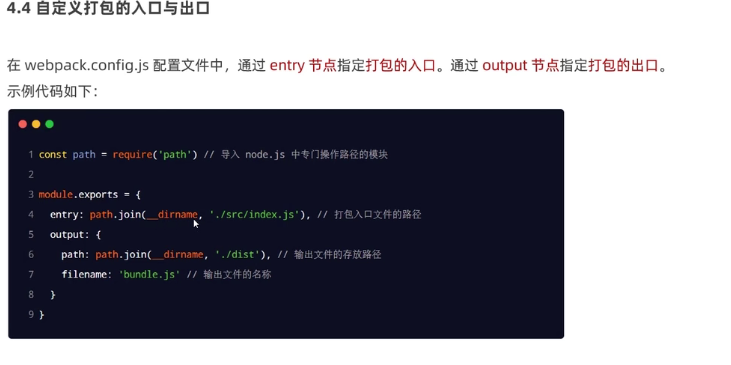 4.4 自定义打包的入口与出口
在 webpack.config.js 配置文件中，通过 entry 节点指定打包的入口。通过 output 节点指定打包的出口。
示例代码如下：
1 const path = require('path') // 导入 node.js 中专门操作路径的模块
2
3 module.exports = {
4 entry: path.join(__dirname, './src/index.js'), // 打包入口文件的路径
5 output: {
6 path: path.join(__dirname, './dist'), // 输出文件的存放路径
7 filename: 'bundle.js' // 输出文件的名称
8 }
9 }